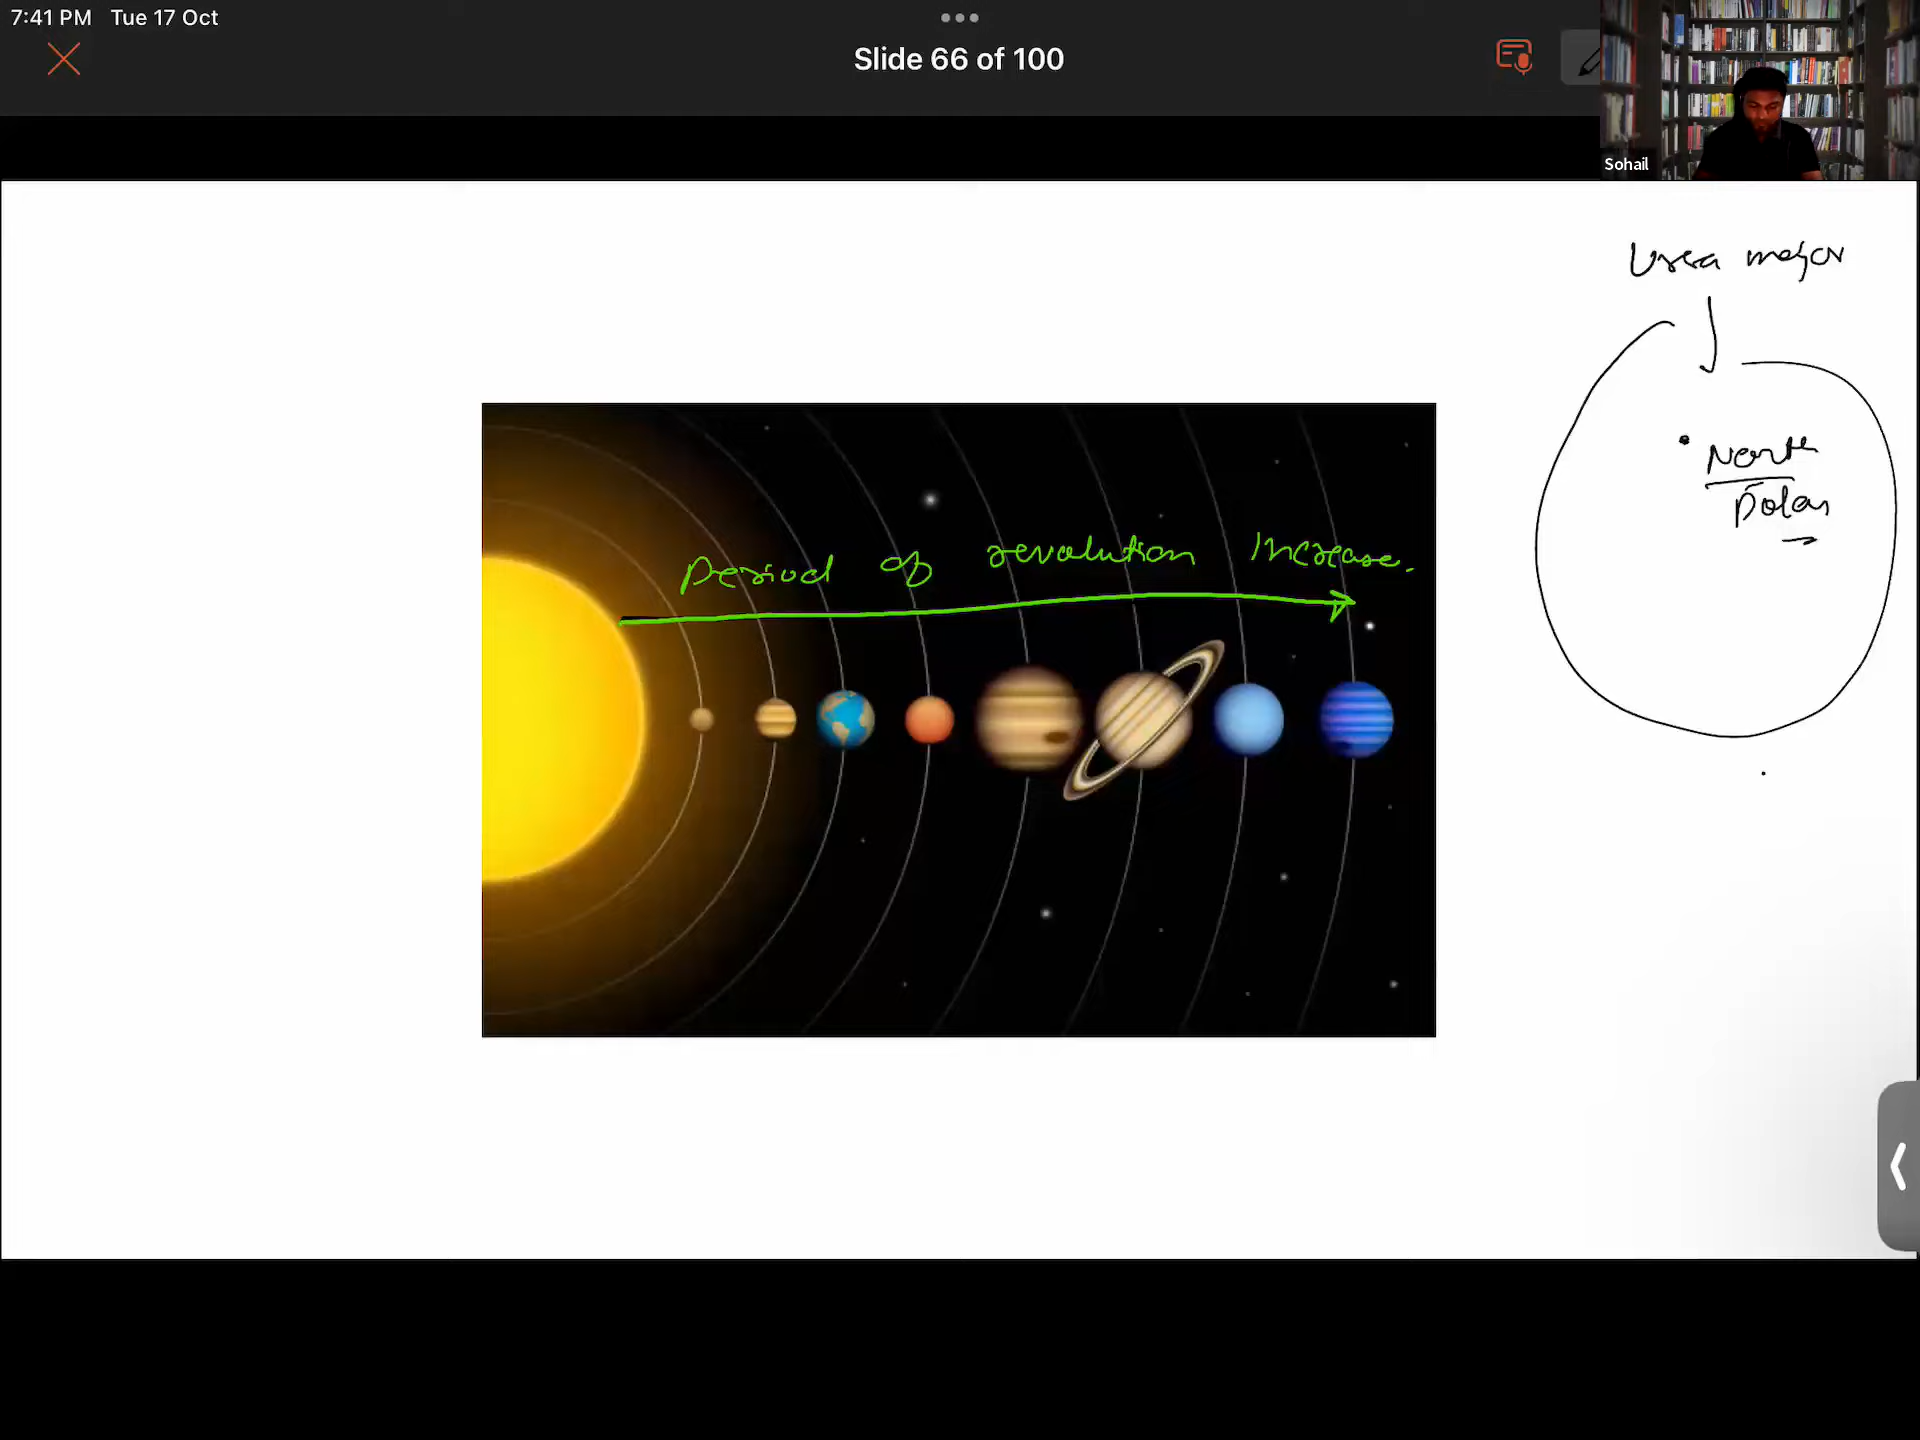 7:41 PM Tue 17 Oct
Slide 66 of 100
Sohail
Ursa major
North
Polar
Period of revolution Increase.